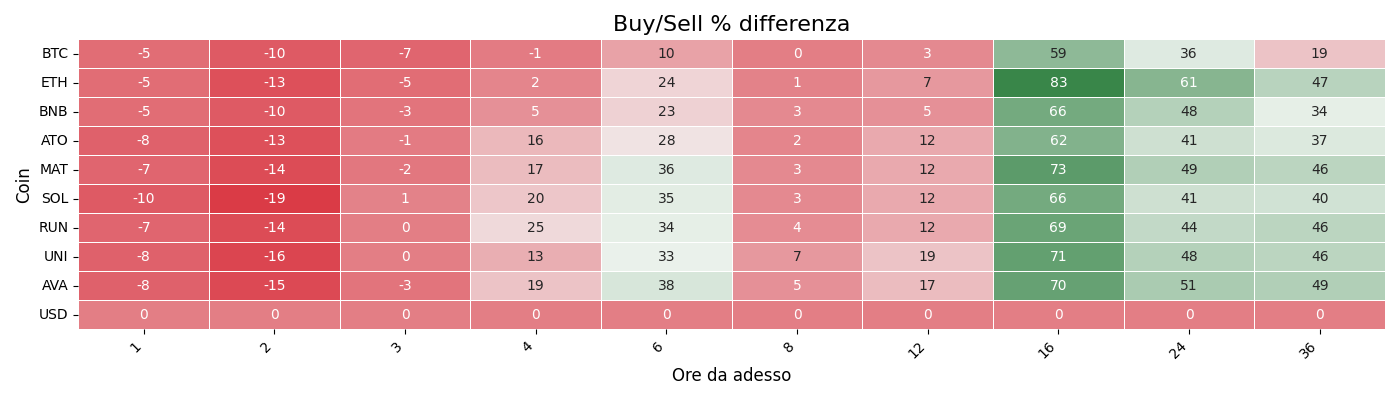 Buy/Sell % differenza
Coin
BTC -5 -10 -7 -1 10 0 3 59 36 19
ETH -5 -13 -5 2 24 1 7 83 61 47
BNB -5 -10 -3 5 23 3 5 66 48 34
ATO -8 -13 -1 16 28 2 12 62 41 37
MAT -7 -14 -2 17 36 3 12 73 49 46
SOL -10 -19 1 20 35 3 12 66 41 40
RUN -7 -14 0 25 34 4 12 69 44 46
UNI -8 -16 0 13 33 7 19 71 48 46
AVA -8 -15 -3 19 38 5 17 70 51 49
USD 0 0 0 0 0 0 0 0 0 0
1 2 3 4 6 8 12 16 24 36
Ore da adesso